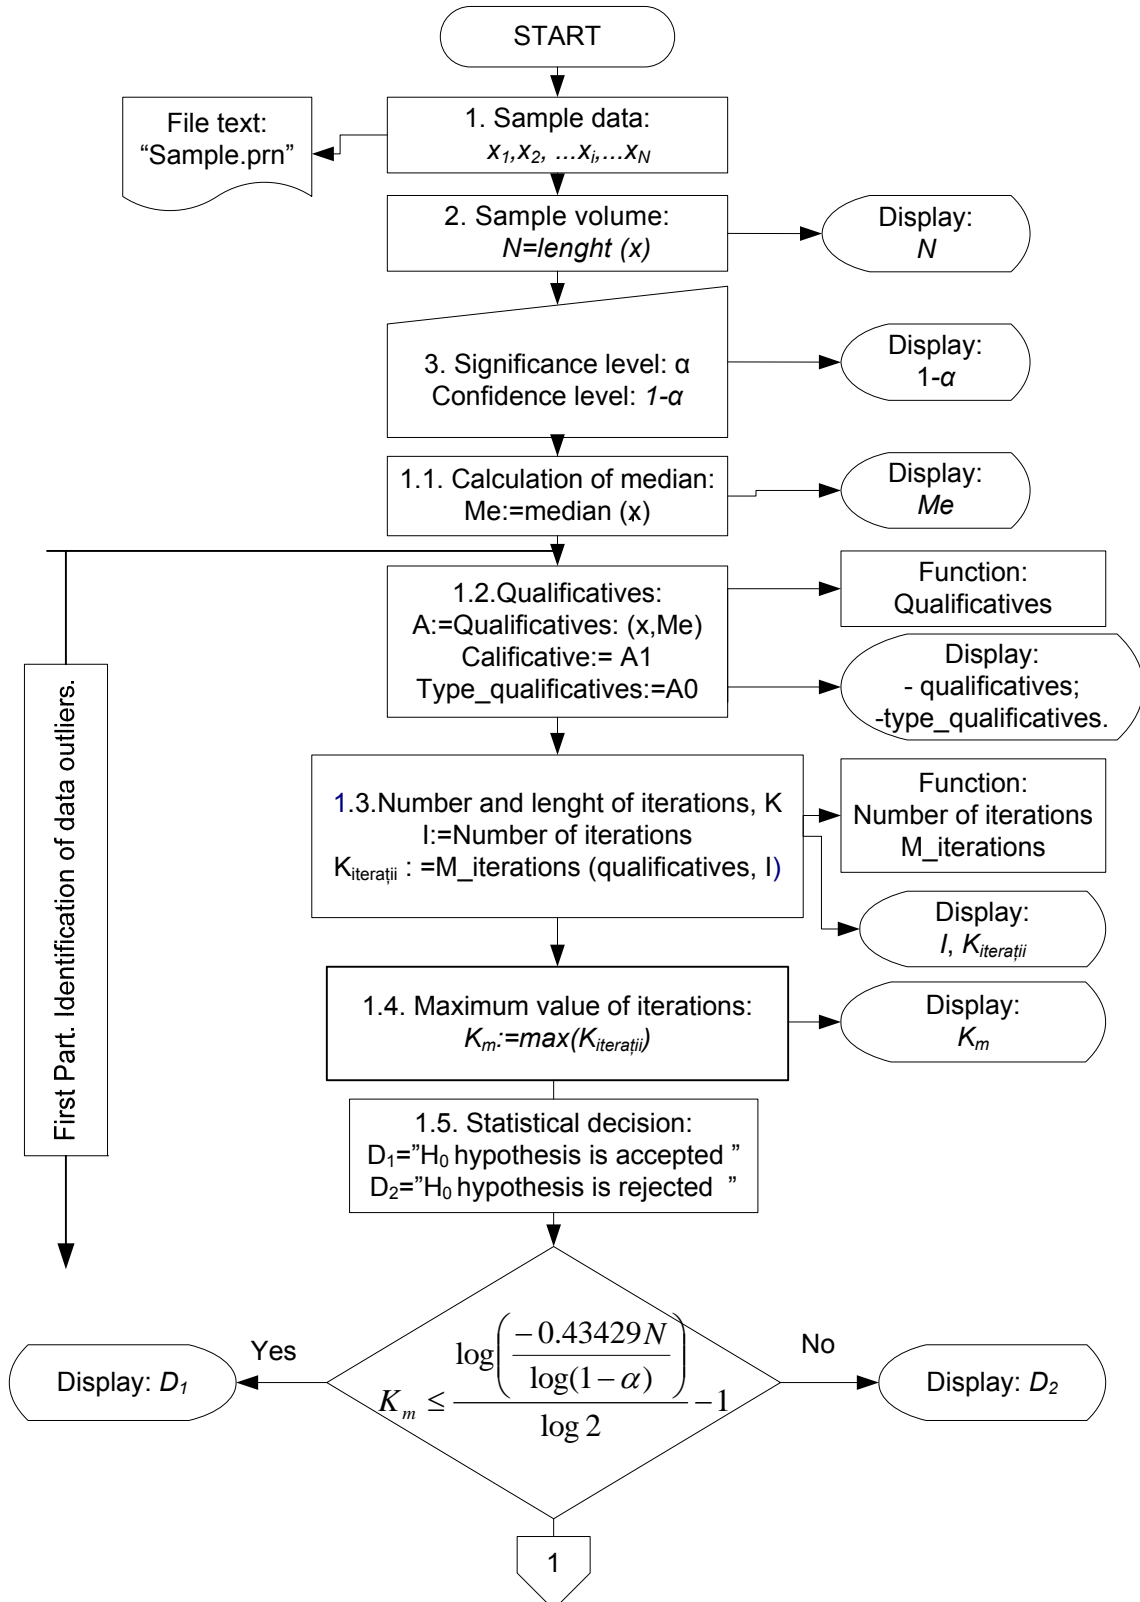 START
File text:
“Sample.prn”
1. Sample data:
x1,x2, ...xi,...xN
2. Sample volume:
N=lenght (x)
Display:
N
3. Significance level: α
Confidence level: 1-α
Display:
1-α
1.1. Calculation of median:
Me:=median (x)
Display:
Me
First Part. Identification of data outliers.
1.2.Qualificatives:
A:=Qualificatives: (x,Me)
Calificative:= A1
Type_qualificatives:=A0
Function:
Qualificatives
Display:
- qualificatives;
-type_qualificatives.
1.3.Number and lenght of iterations, K
I:=Number of iterations
Kiterații : =M_iterations (qualificatives, I)
Function:
Number of iterations
M_iterations
Display:
I, Kiterații
1.4. Maximum value of iterations:
Km:=max(Kiterații)
Display:
Km
1.5. Statistical decision:
D1=”H0 hypothesis is accepted ”
D2=”H0 hypothesis is rejected ”
Yes
Display: D1
Km ≤ log(-0.43429N / log(1-α)) / log 2 - 1
No
Display: D2
1